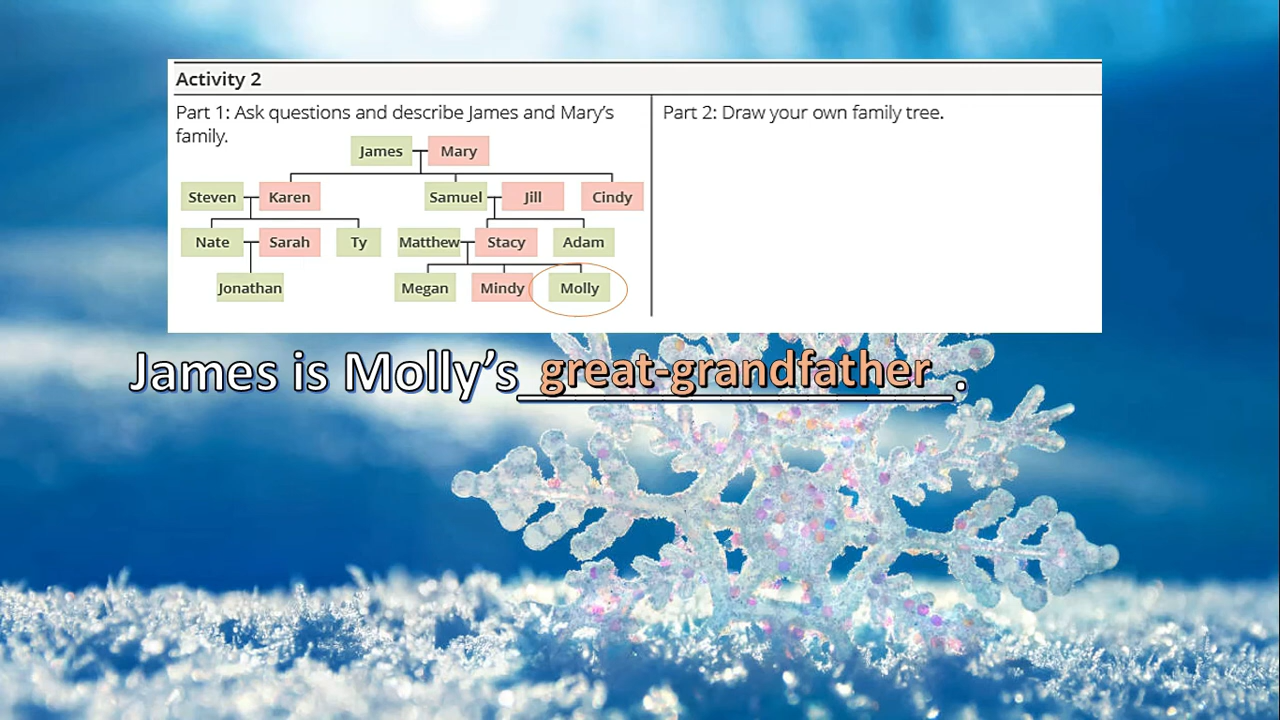 Activity 2
Part 1: Ask questions and describe James and Mary’s
family.
James Mary
Steven Karen Samuel Jill Cindy
Nate Sarah Ty Matthew Stacy Adam
Jonathan Megan Mindy Molly
Part 2: Draw your own family tree.
James is Molly’s great-grandfather .